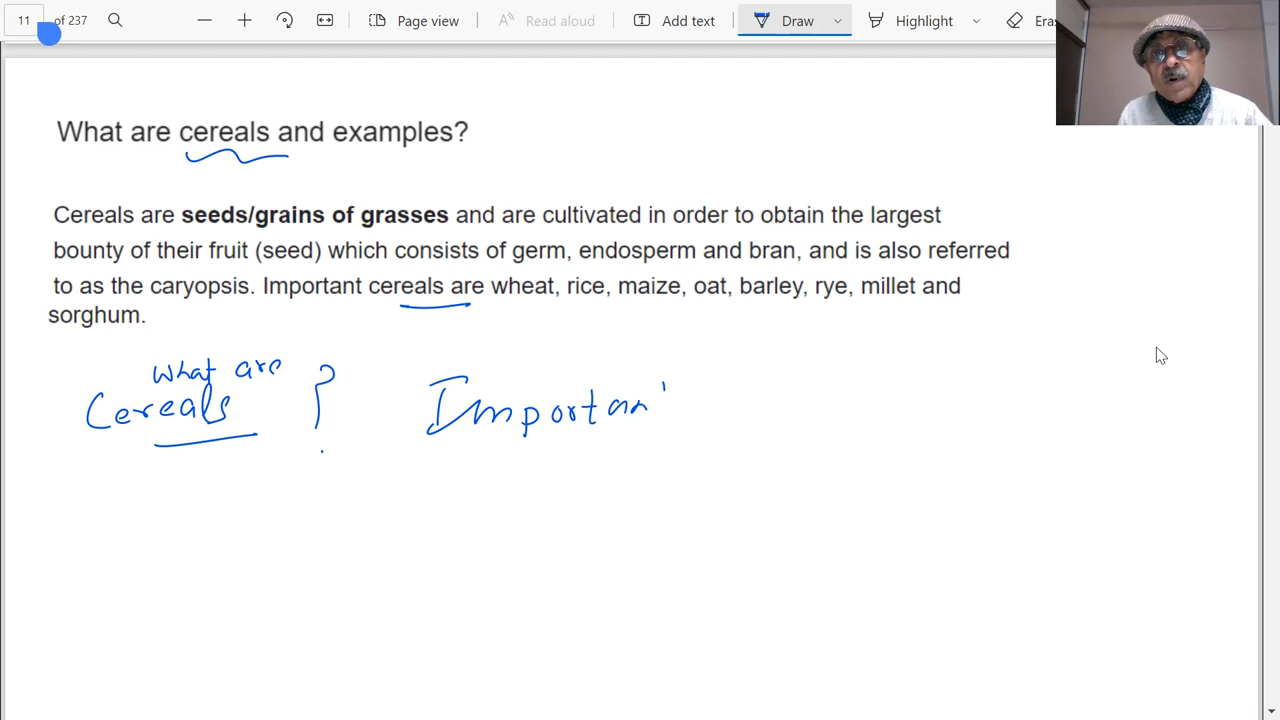 11 of 237 Page view Read aloud Add text Draw Highlight
What are cereals and examples?
Cereals are seeds/grains of grasses and are cultivated in order to obtain the largest
bounty of their fruit (seed) which consists of germ, endosperm and bran, and is also referred
to as the caryopsis. Important cereals are wheat, rice, maize, oat, barley, rye, millet and
sorghum.
What are
Cereals ? Importan